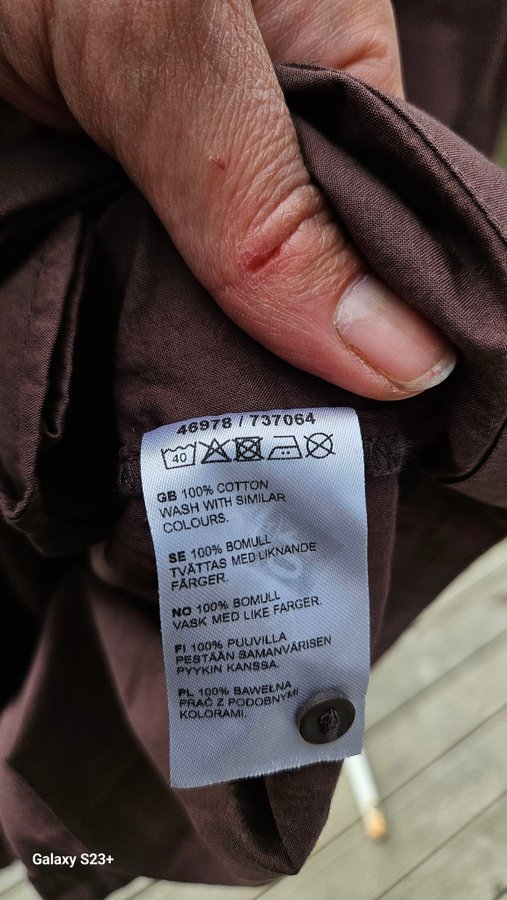 46978 / 737064
40
GB 100% COTTON
WASH WITH SIMILAR
COLOURS.
SE 100% BOMULL
TVÄTTAS MED LIKNANDE
FÄRGER.
NO 100% BOMULL
VASK MED LIKE FARGER.
FI 100% PUUVILLA
PESTÄÄN SAMANVÄRISEN
PYYKIN KANSSA.
PL 100% BAWEŁNA
PRAĆ Z PODOBNYMI
KOLORAMI.
Galaxy S23+